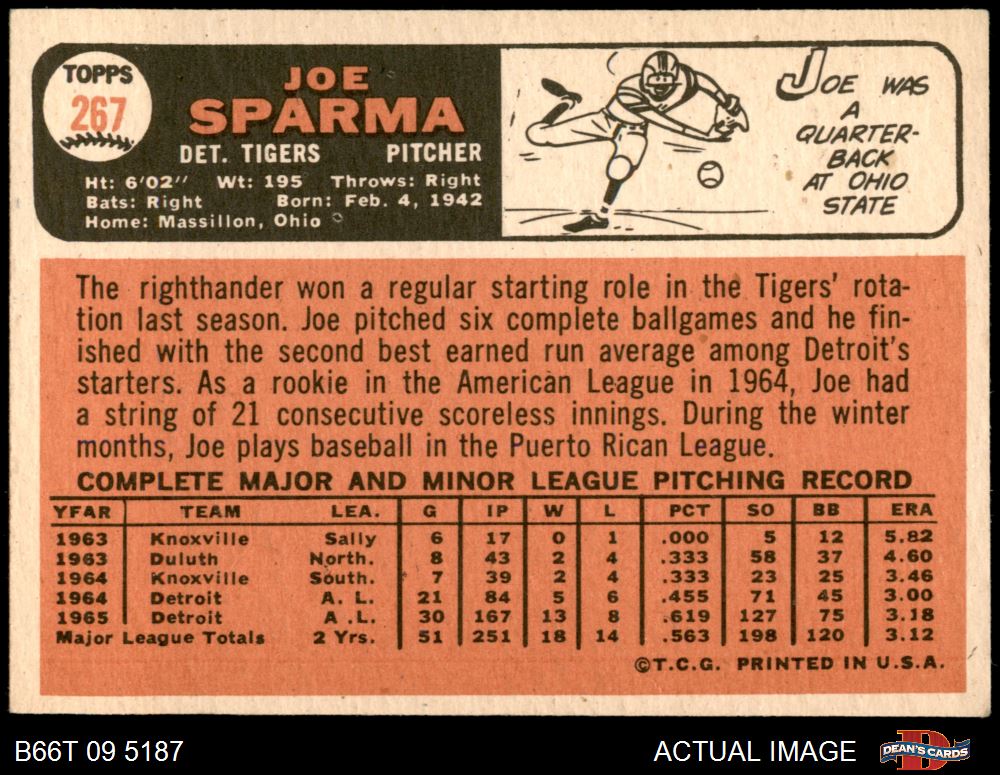 TOPPS
267
JOE
SPARMA
DET. TIGERS PITCHER
Ht: 6'02" Wt: 195 Throws: Right
Bats: Right Born: Feb. 4, 1942
Home: Massillon, Ohio
JOE WAS
A
QUARTER-
BACK
AT OHIO
STATE
The righthander won a regular starting role in the Tigers' rota-
tion last season. Joe pitched six complete ballgames and he fin-
ished with the second best earned run average among Detroit's
starters. As a rookie in the American League in 1964, Joe had
a string of 21 consecutive scoreless innings. During the winter
months, Joe plays baseball in the Puerto Rican League.
COMPLETE MAJOR AND MINOR LEAGUE PITCHING RECORD
YEAR TEAM LEA. G IP W L PCT SO BB ERA
1963 Knoxville Sally 6 17 0 1 .000 5 12 5.82
1963 Duluth North. 8 43 2 4 .333 58 37 4.60
1964 Knoxville South. 7 39 2 4 .333 23 25 3.46
1964 Detroit A. L. 21 84 5 6 .455 71 45 3.00
1965 Detroit A .L. 30 167 13 8 .619 127 75 3.18
Major League Totals 2 Yrs. 51 251 18 14 .563 198 120 3.12
©T.C.G. PRINTED IN U.S.A.
B66T 09 5187 ACTUAL IMAGE DEAN'S CARDS